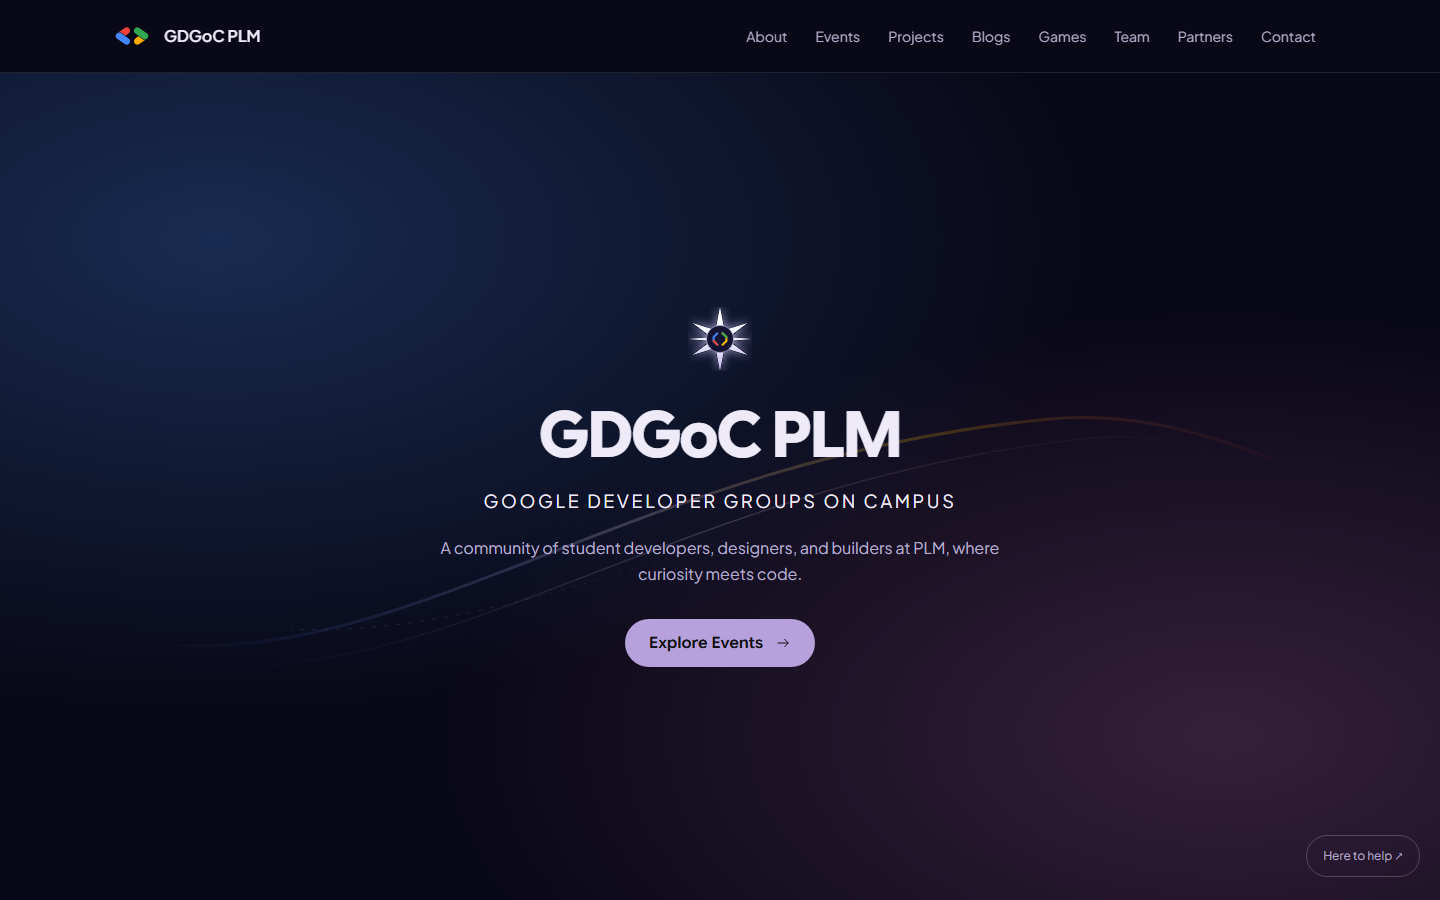 GDGoC PLM
About
Events
Projects
Blogs
Games
Team
Partners
Contact
GDGoC PLM
GOOGLE DEVELOPER GROUPS ON CAMPUS
A community of student developers, designers, and builders at PLM, where
curiosity meets code.
Explore Events →
Here to help ↗